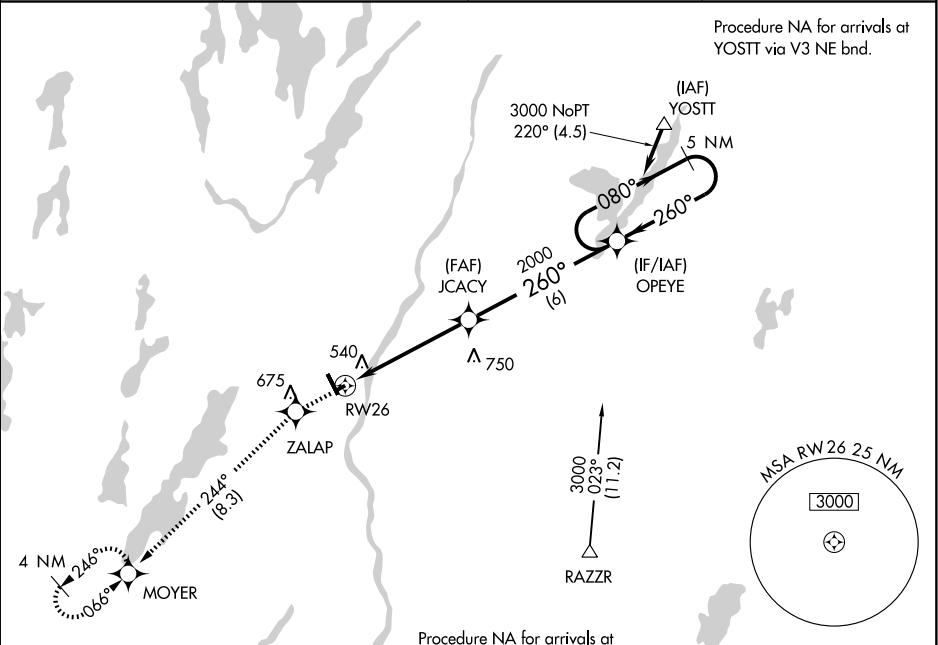 Procedure NA for arrivals at
YOSTT via V3 NE bnd.
(IAF)
YOSTT
3000 NoPT
220° (4.5)
5 NM
080°
260°
(IF/IAF)
OPEYE
2000
260°
(6)
(FAF)
JCACY
750
540
RW26
675
ZALAP
244°
(8.3)
4 NM
246°
066°
MOYER
3000
023°
(11.2)
RAZZR
MSA RW26 25 NM
3000
Procedure NA for arrivals at